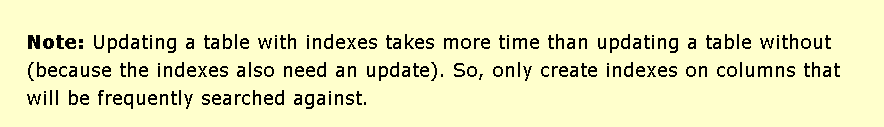 Note: Updating a table with indexes takes more time than updating a table without
(because the indexes also need an update). So, only create indexes on columns that
will be frequently searched against.